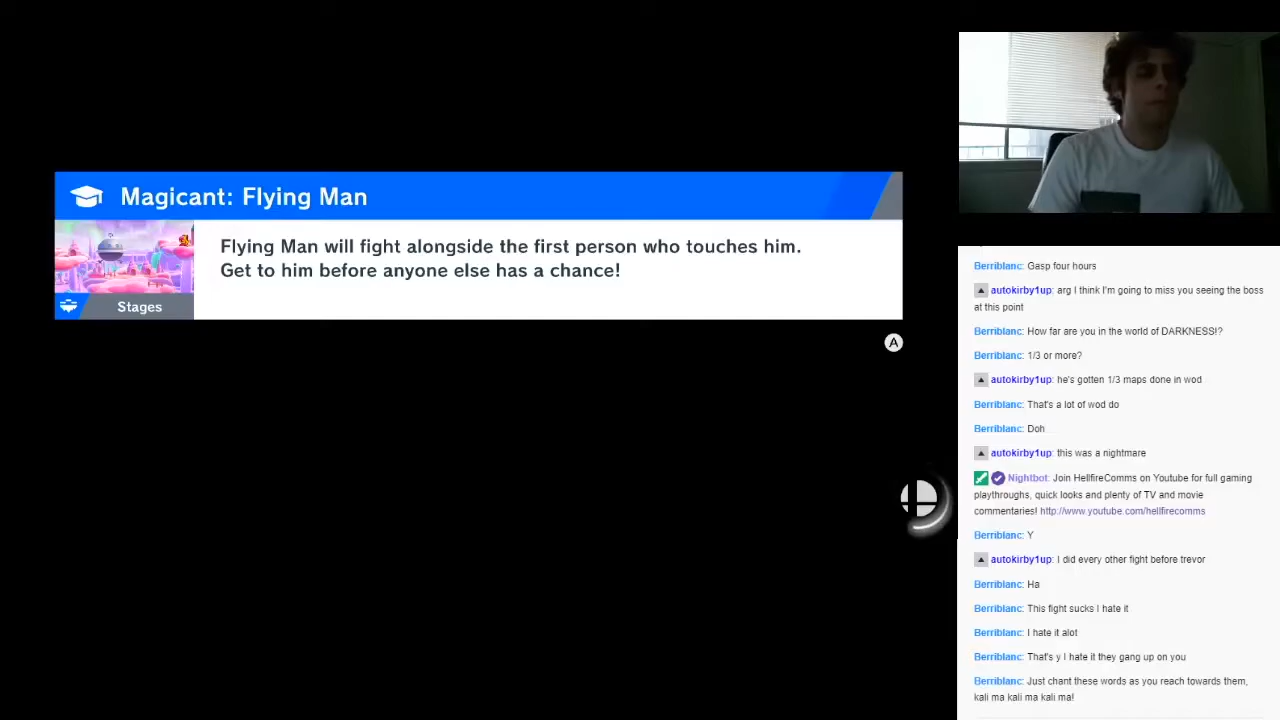 Magicant: Flying Man
Flying Man will fight alongside the first person who touches him.
Get to him before anyone else has a chance!
Stages
A
Berriblanc: Gasp four hours
autokirby1up: arg I think I'm going to miss you seeing the boss
at this point
Berriblanc: How far are you in the world of DARKNESS!?
Berriblanc: 1/3 or more?
autokirby1up: he's gotten 1/3 maps done in wod
Berriblanc: That's a lot of wod do
Berriblanc: Doh
autokirby1up: this was a nightmare
Nightbot: Join HellfireComms on Youtube for full gaming
playthroughs, quick looks and plenty of TV and movie
commentaries! http://www.youtube.com/hellfirecomms
Berriblanc: Y
autokirby1up: I did every other fight before trevor
Berriblanc: Ha
Berriblanc: This fight sucks I hate it
Berriblanc: I hate it alot
Berriblanc: That's y I hate it they gang up on you
Berriblanc: Just chant these words as you reach towards them,
kali ma kali ma kali ma!